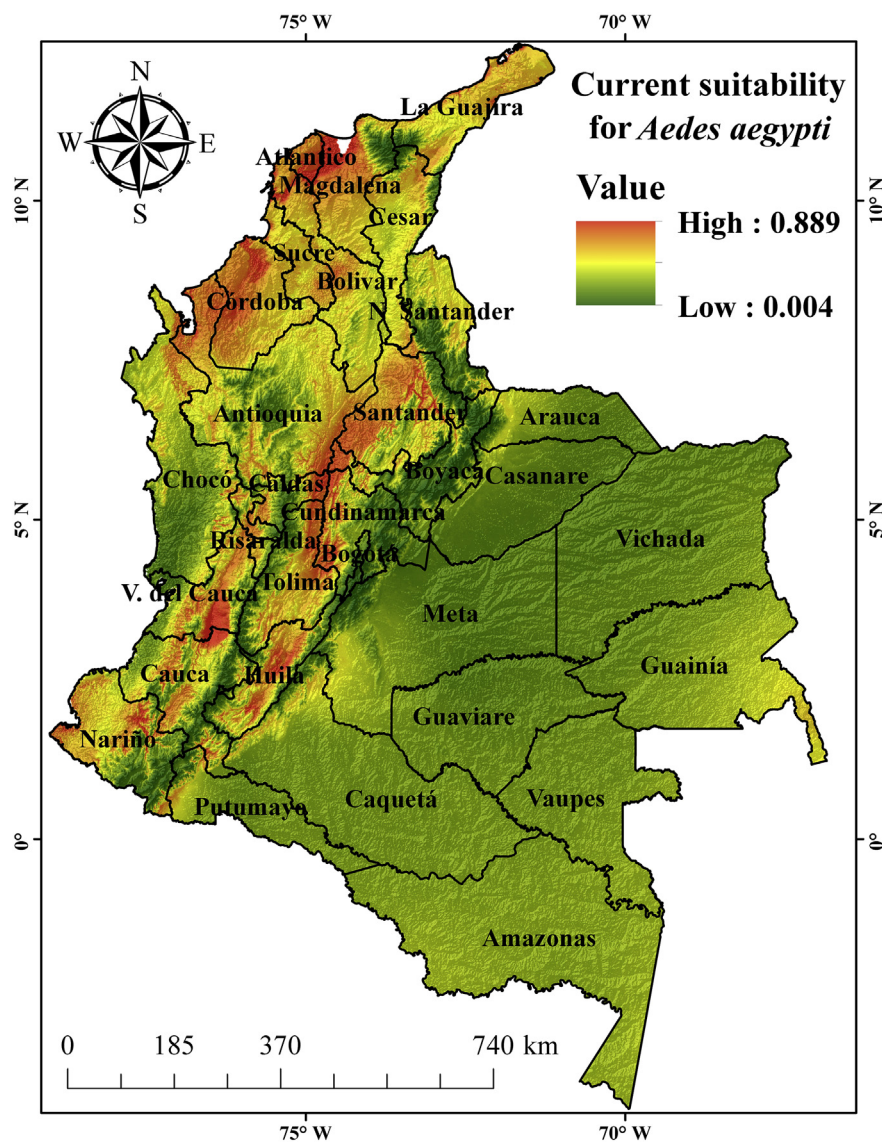 75° W 70° W
N
W E
S
Current suitability
for Aedes aegypti
Value
High : 0.889
Low : 0.004
10° N
5° N
0°
10° N
5° N
0°
La Guajira
Atlantico
Magdalena
Cesar
Sucre
Bolivar
Córdoba
N. Santander
Antioquia
Santander
Arauca
Chocó
Caldas
Boyacá
Casanare
Cundinamarca
Risaralda
Bogota
Vichada
Tolima
V. del Cauca
Meta
Cauca
Huila
Guainía
Nariño
Guaviare
Putumayo
Caquetá
Vaupes
Amazonas
0 185 370 740 km
75° W 70° W